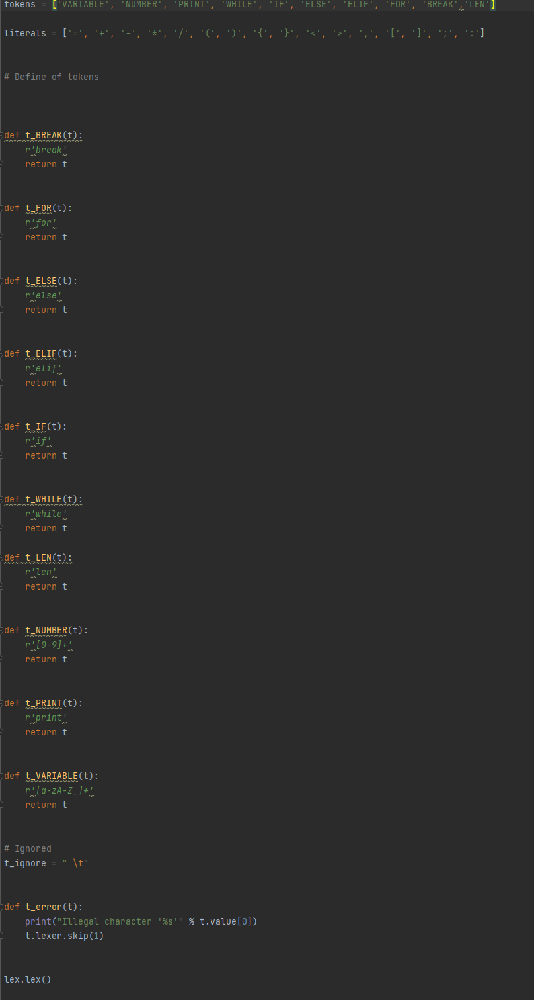 tokens = ['VARIABLE', 'NUMBER', 'PRINT', 'WHILE', 'IF', 'ELSE', 'ELIF', 'FOR', 'BREAK','LEN']
literals = ['=', '+', '-', '*', '/', '(', ')', '{', '}', '<', '>', ',', '[', ']', ';', ':']
# Define of tokens
def t_BREAK(t):
    r'break'
    return t
def t_FOR(t):
    r'for'
    return t
def t_ELSE(t):
    r'else'
    return t
def t_ELIF(t):
    r'elif'
    return t
def t_IF(t):
    r'if'
    return t
def t_WHILE(t):
    r'while'
    return t
def t_LEN(t):
    r'len'
    return t
def t_NUMBER(t):
    r'[0-9]+'
    return t
def t_PRINT(t):
    r'print'
    return t
def t_VARIABLE(t):
    r'[a-zA-Z_]+'
    return t
# Ignored
t_ignore = " \t"
def t_error(t):
    print("Illegal character '%s'" % t.value[0])
    t.lexer.skip(1)
lex.lex()